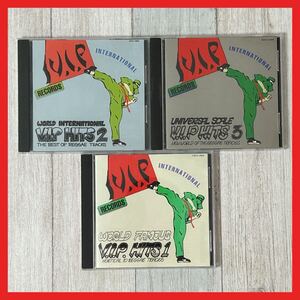 V.I.P
INTERNATIONAL
RECORDS
WORLD INTERNATIONAL
V.I.P HITS 2
THE BEST OF REGGAE TRACKS
V.I.P
INTERNATIONAL
RECORDS
UNIVERSAL SCALE
V.I.P. HITS 3
V.I.P
INTERNATIONAL
RECORDS
WORLD FAMOUS
V.I.P. HITS 1